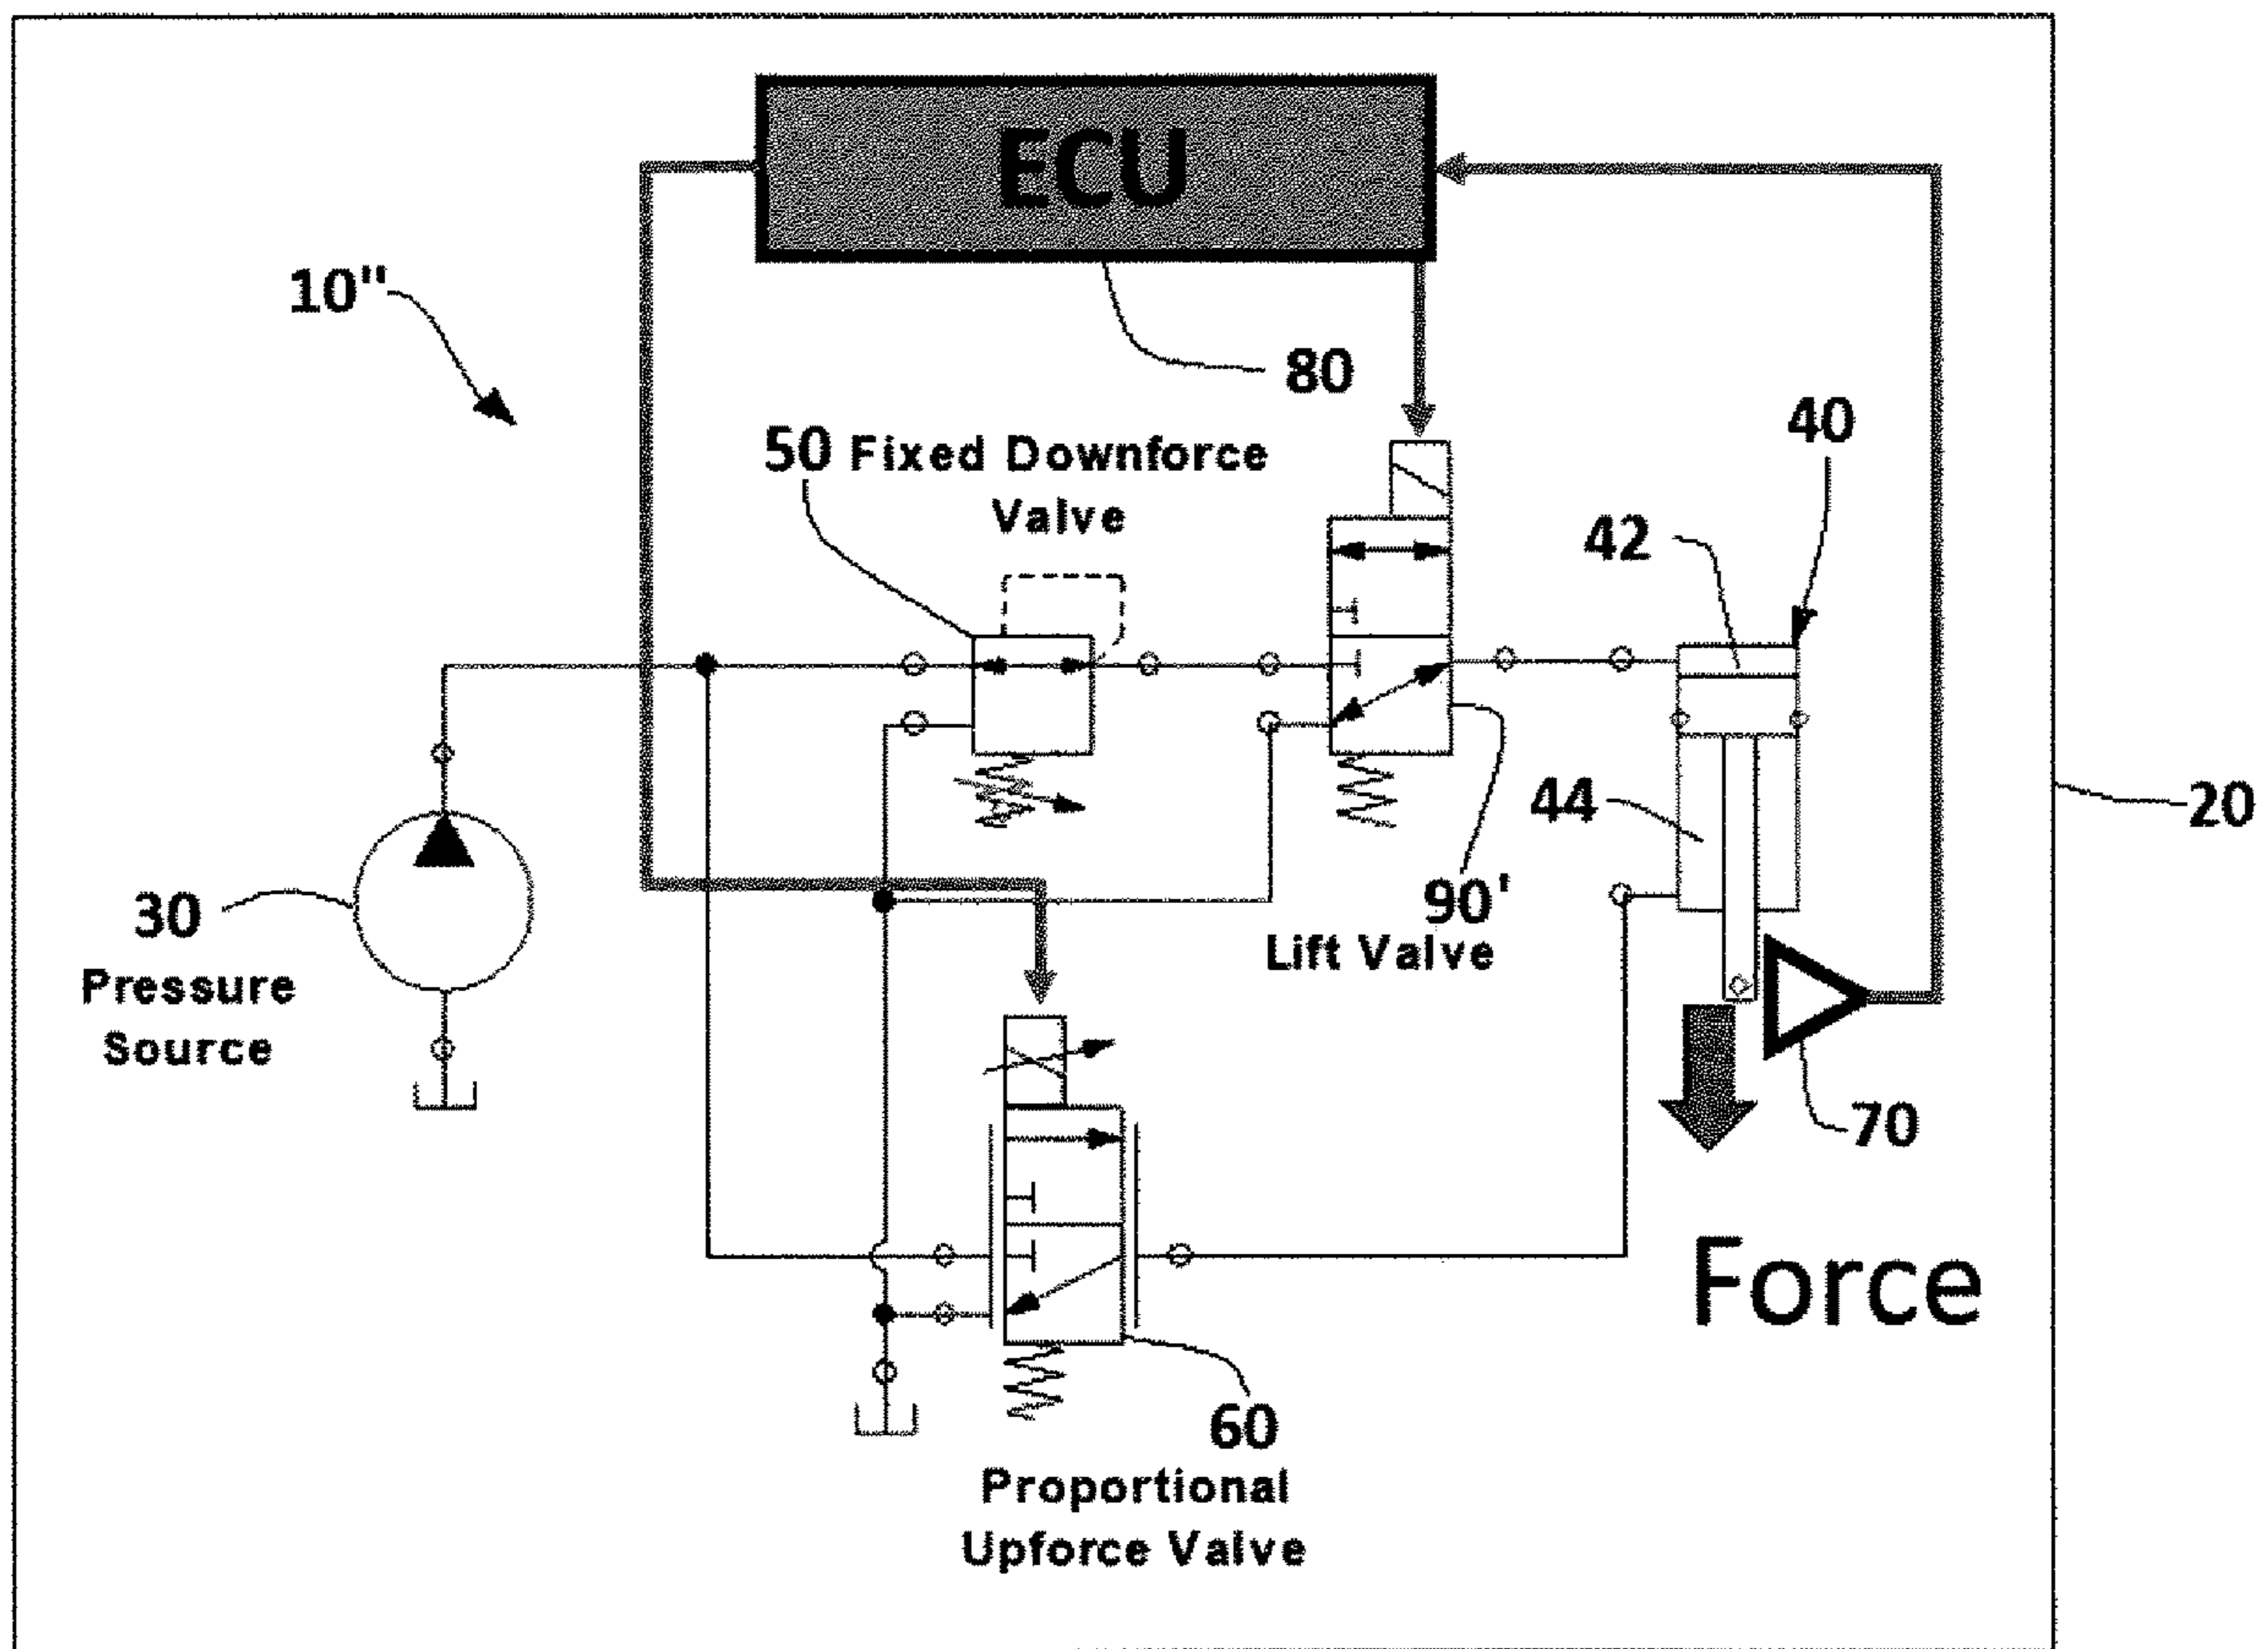 ECU
10"
80
40
50 Fixed Downforce
Valve
42
44
20
90'
Lift Valve
30
Pressure
Source
70
Force
60
Proportional
Upforce Valve